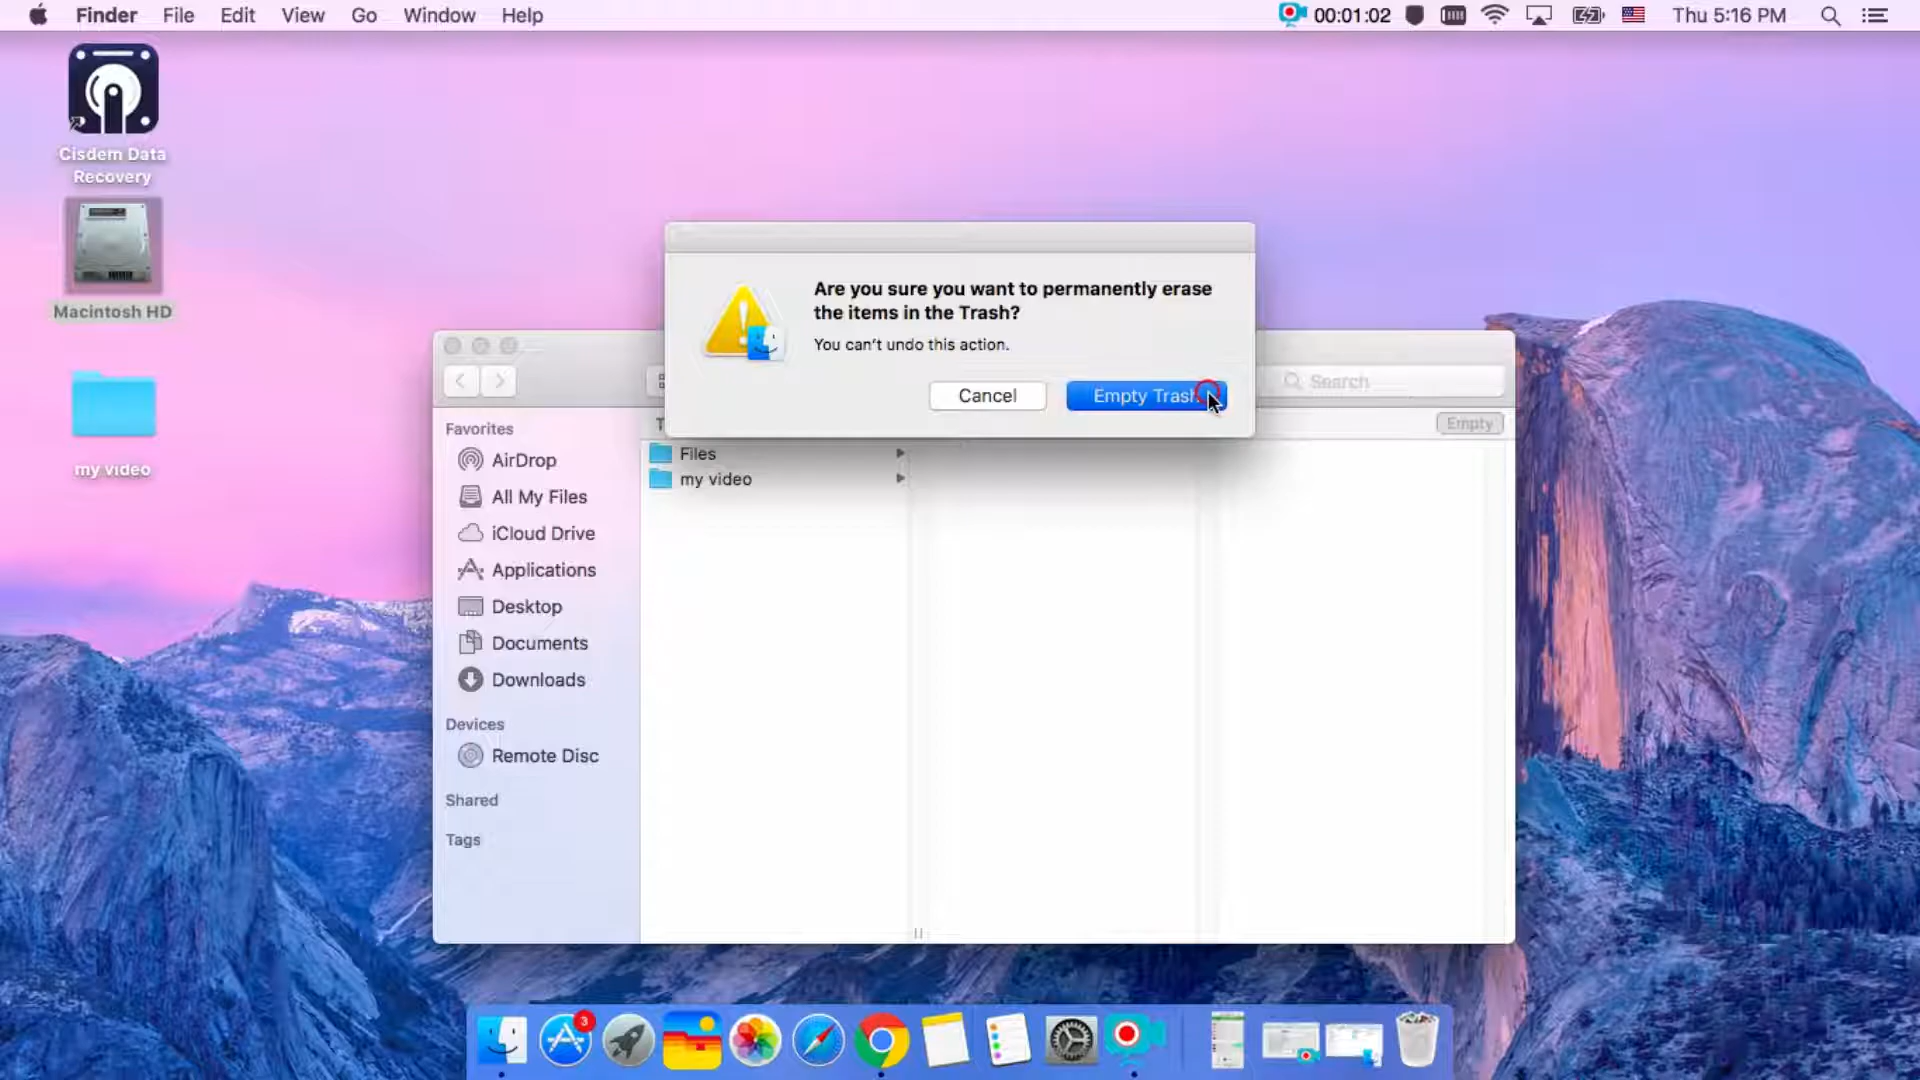 Finder File Edit View Go Window Help 00:01:02 Thu 5:16 PM
Cisdem Data
Recovery
Macintosh HD
my video
Are you sure you want to permanently erase
the items in the Trash?
You can't undo this action.
Cancel Empty Trash
Search
Empty
Favorites
AirDrop
All My Files
iCloud Drive
Applications
Desktop
Documents
Downloads
Devices
Remote Disc
Shared
Tags
Files
my video
3